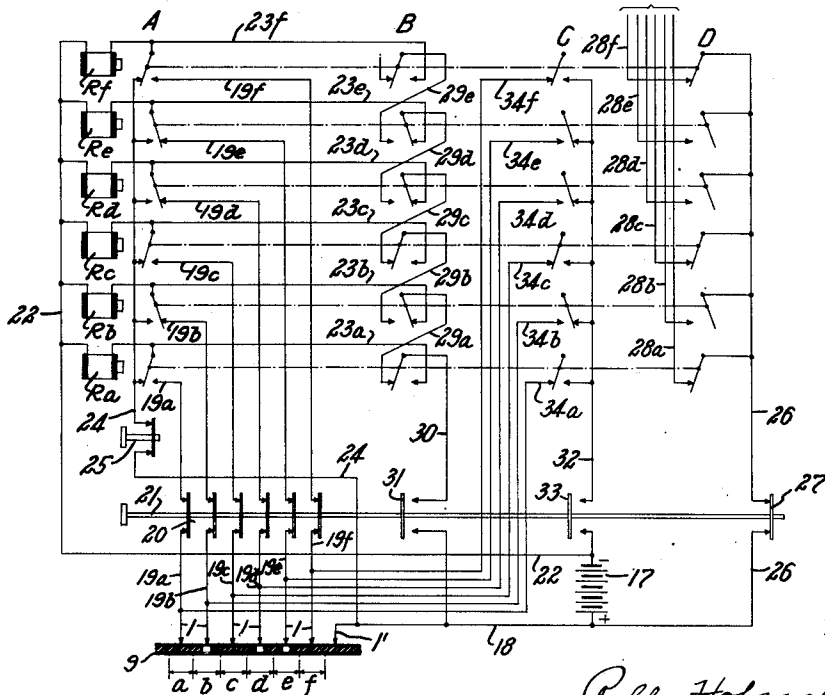 A 23f B C D
28f
Rf 19f 23e 29e 34f 28e
Re 19e 23d 29d 34e 28d
Rd 19d 23c 29c 34d 28c
Rc 19c 23b 29b 34c 28b
22 Rb 19b 23a 29a 34b 28a
Ra 19a 34a
24 30 32 26
25 24 31 33 27
21 20 19f
19a 19c 19d 19e 22 17 26
19b
1 1 1 1' 18
9
a b c d e f